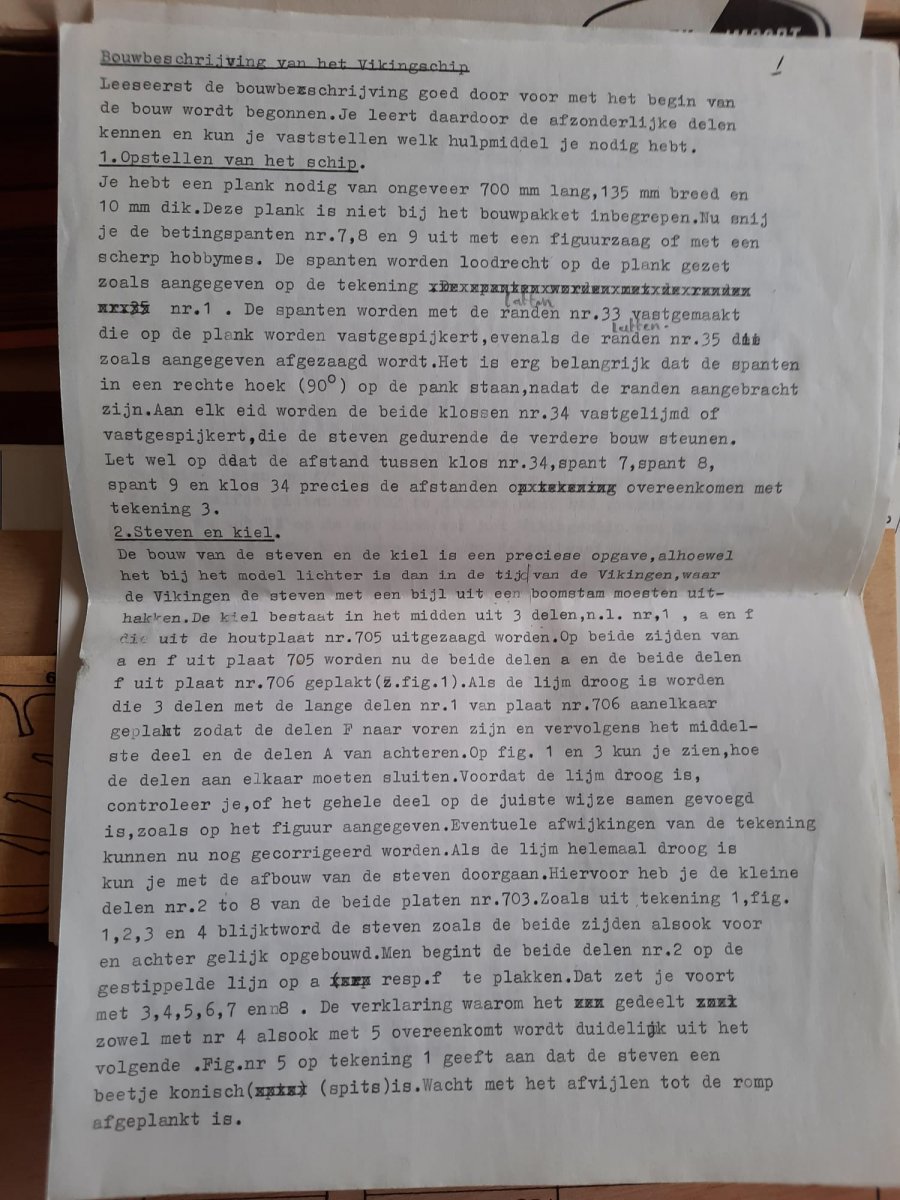 MPORT
1
Bouwbeschrijving van het Vikingschip
Leeseerst de bouwbexschrijving goed door voor met het begin van
de bouw wordt begonnen.Je leert daardoor de afzonderlijke delen
kennen en kun je vaststellen welk hulpmiddel je nodig hebt.
1.Opstellen van het schip.
Je hebt een plank nodig van ongeveer 700 mm lang,135 mm breed en
10 mm dik.Deze plank is niet bij het bouwpakket inbegrepen.Nu snij
je de betingspanten nr.7,8 en 9 uit met een figuurzaag of met een
scherp hobbymes. De spanten worden loodrecht op de plank gezet
zoals aangegeven op de tekening xDexspantenxwordenxmetxdexranden
latten
nrx35 nr.1 . De spanten worden met de randen nr.33 vastgemaakt
latten.
die op de plank worden vastgespijkert,evenals de randen nr.35 die
zoals aangegeven afgezaagd wordt.Het is erg belangrijk dat de spanten
in een rechte hoek (90°) op de pank staan,nadat de randen aangebracht
zijn.Aan elk eid worden de beide klossen nr.34 vastgelijmd of
vastgespijkert,die de steven gedurende de verdere bouw steunen.
Let wel op ddat de afstand tussen klos nr.34,spant 7,spant 8,
spant 9 en klos 34 precies de afstanden opxtekening overeenkomen met
tekening 3.
2.Steven en kiel.
De bouw van de steven en de kiel is een preciese opgave,alhoewel
het bij het model lichter is dan in de tijd van de Vikingen,waar
de Vikingen de steven met een bijl uit een boomstam moesten uit-
hakken.De kiel bestaat in het midden uit 3 delen,n.l. nr,1 , a en f
die uit de houtplaat nr.705 uitgezaagd worden.Op beide zijden van
a en f uit plaat 705 worden nu de beide delen a en de beide delen
f uit plaat nr.706 geplakt(z.fig.1).Als de lijm droog is worden
die 3 delen met de lange delen nr.1 van plaat nr.706 aanelkaar
geplakt zodat de delen F naar voren zijn en vervolgens het middel-
ste deel en de delen A van achteren.Op fig. 1 en 3 kun je zien,hoe
de delen aan elkaar moeten sluiten.Voordat de lijm droog is,
controleer je,of het gehele deel op de juiste wijze samen gevoegd
is,zoals op het figuur aangegeven.Eventuele afwijkingen van de tekening
kunnen nu nog gecorrigeerd worden.Als de lijm helemaal droog is
kun je met de afbouw van de steven doorgaan.Hiervoor heb je de kleine
delen nr.2 to 8 van de beide platen nr.703.Zoals uit tekening 1,fig.
1,2,3 en 4 blijktword de steven zoals de beide zijden alsook voor
en achter gelijk opgebouwd.Men begint de beide delen nr.2 op de
gestippelde lijn op a resp.f te plakken.Dat zet je voort
met 3,4,5,6,7 enn8 . De verklaring waarom het xxx gedeelt
zowel met nr 4 alsook met 5 overeenkomt wordt duidelijk uit het
volgende .Fig.nr 5 op tekening 1 geeft aan dat de steven een
beetje konisch( (spits)is.Wacht met het afvijlen tot de romp
afgeplankt is.